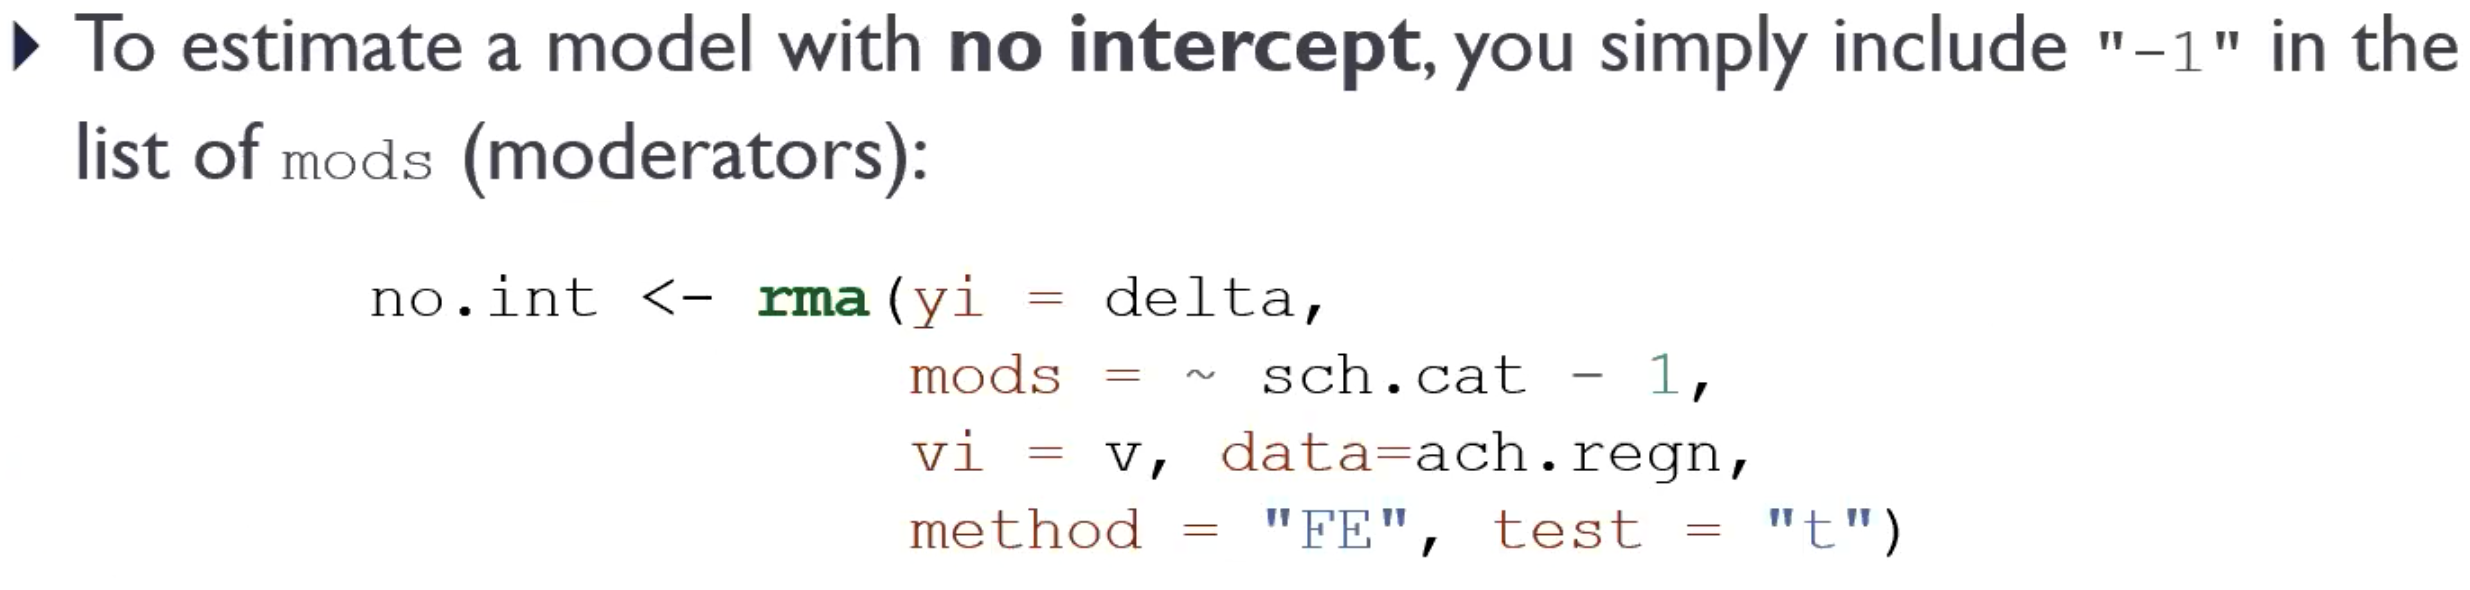 To estimate a model with no intercept, you simply include "-1" in the
list of mods (moderators):
no.int <- rma(yi = delta,
mods = ~ sch.cat - 1,
vi = v, data=ach.regn,
method = "FE", test = "t")